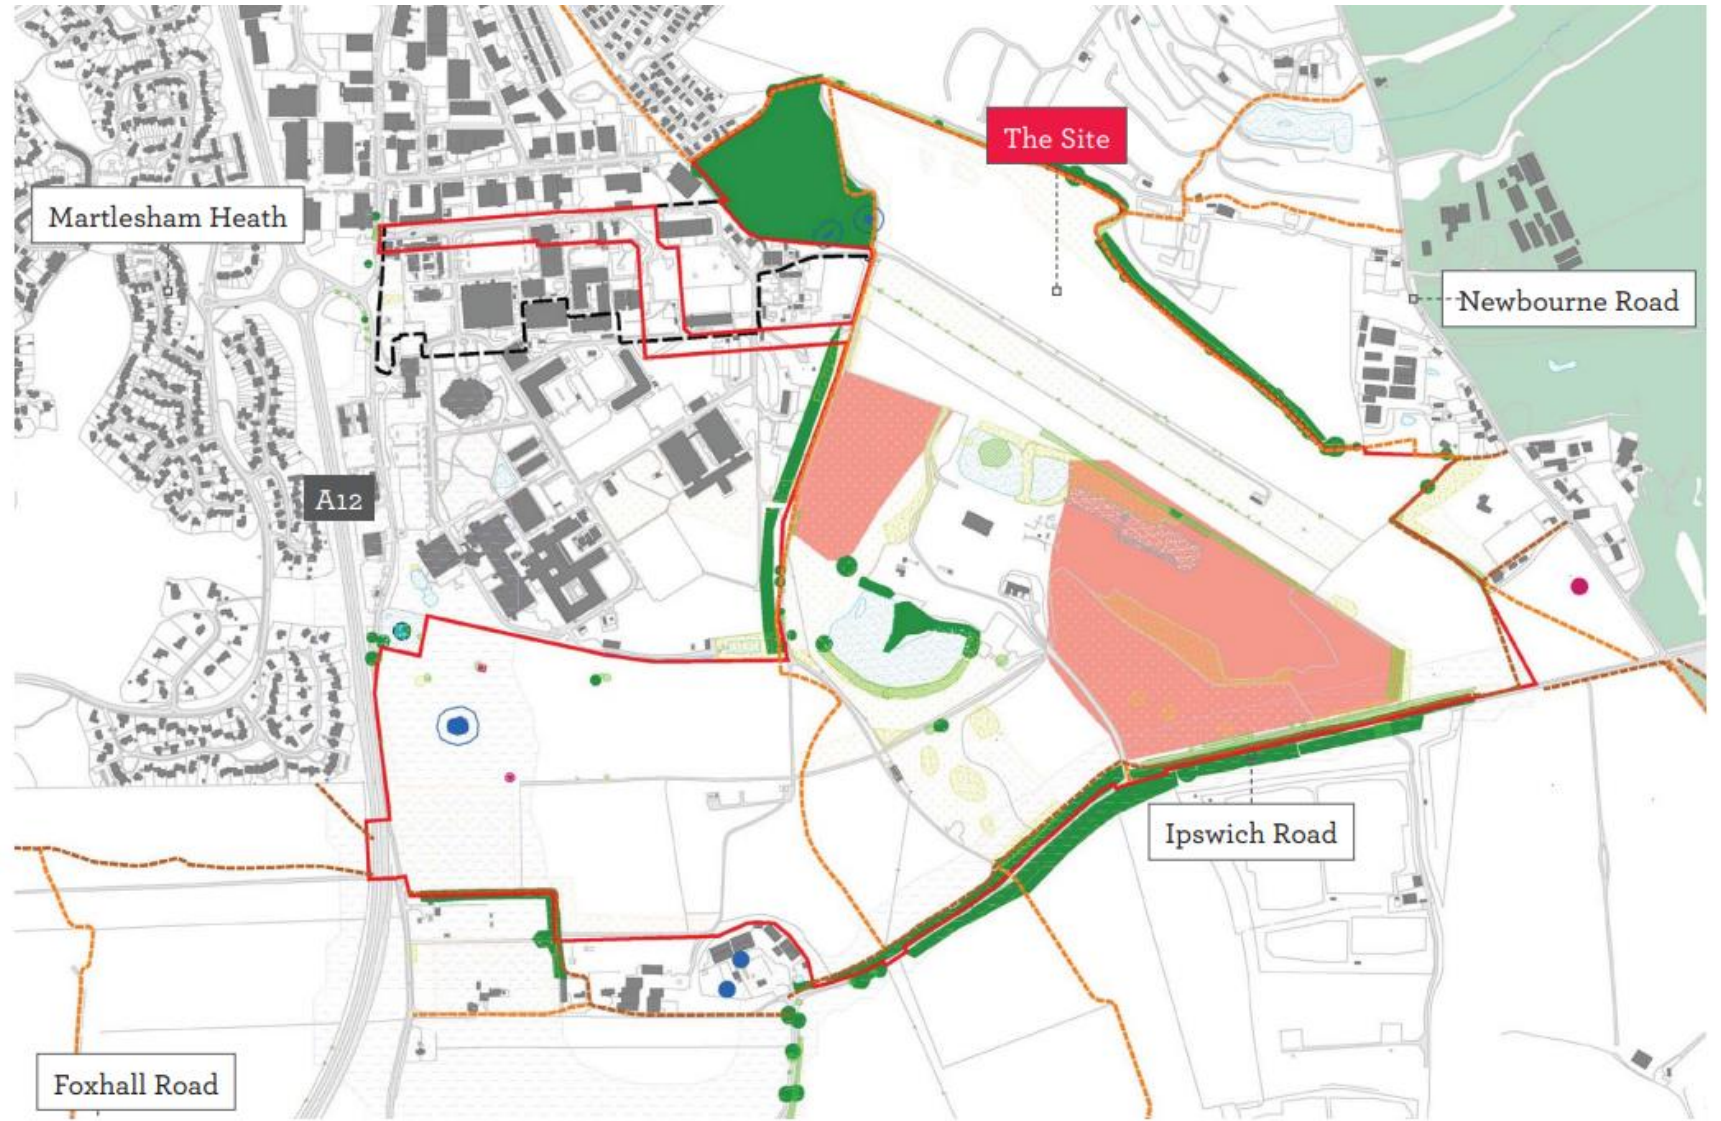 The Site
Martlesham Heath
Newbourne Road
A12
Ipswich Road
Foxhall Road